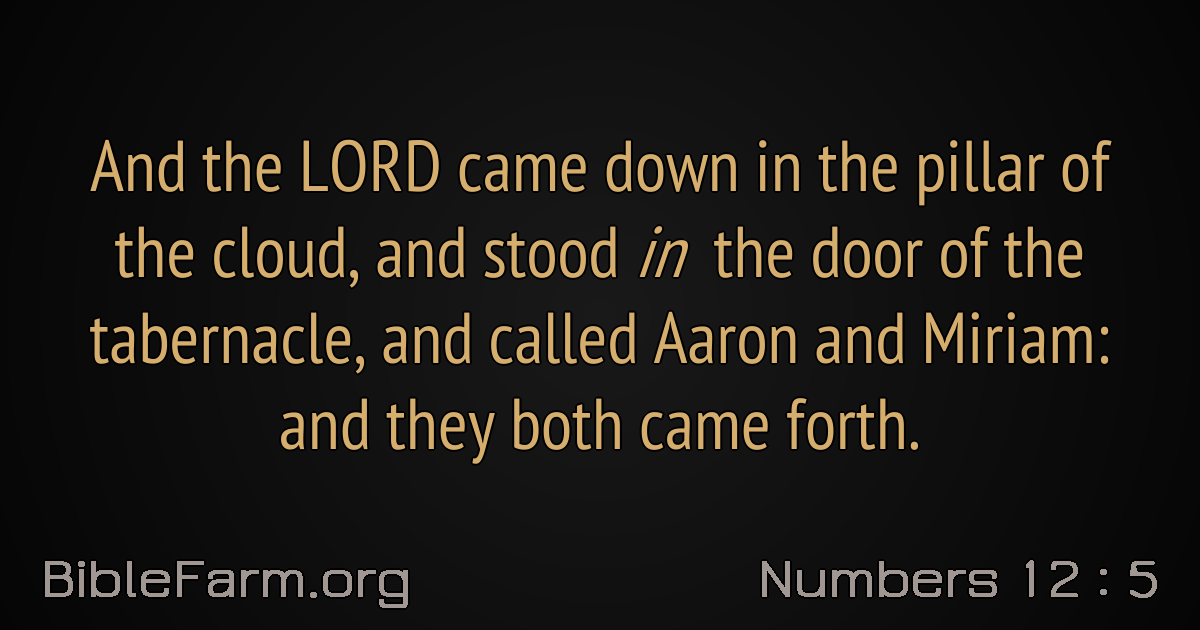 And the LORD came down in the pillar of
the cloud, and stood in the door of the
tabernacle, and called Aaron and Miriam:
and they both came forth.
BibleFarm.org
Numbers 12 : 5